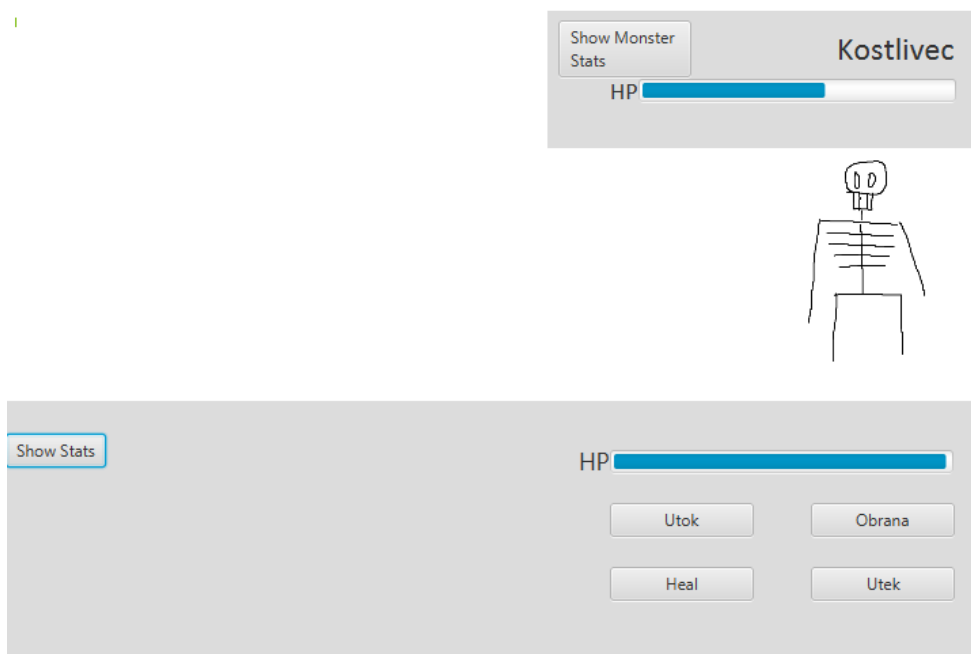 Show Monster
Stats
Kostlivec
HP
Show Stats
HP
Utok
Obrana
Heal
Utek